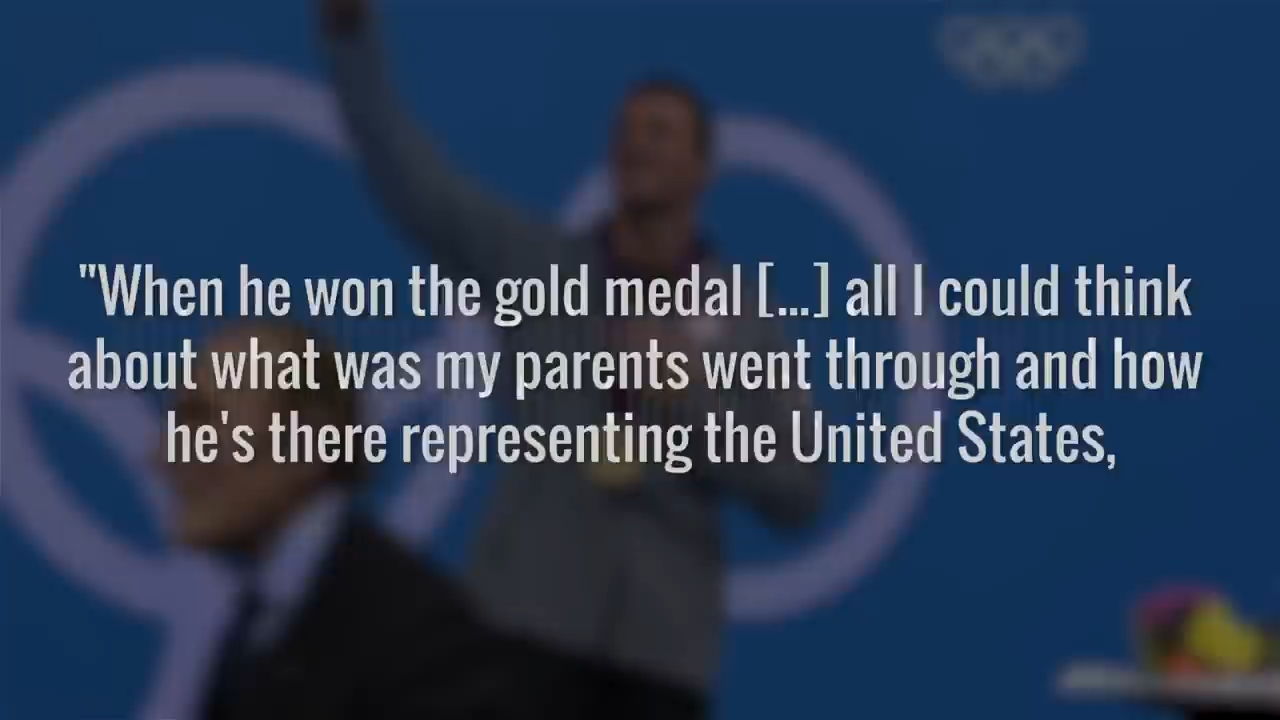 "When he won the gold medal [...] all I could think
about what was my parents went through and how
he's there representing the United States,